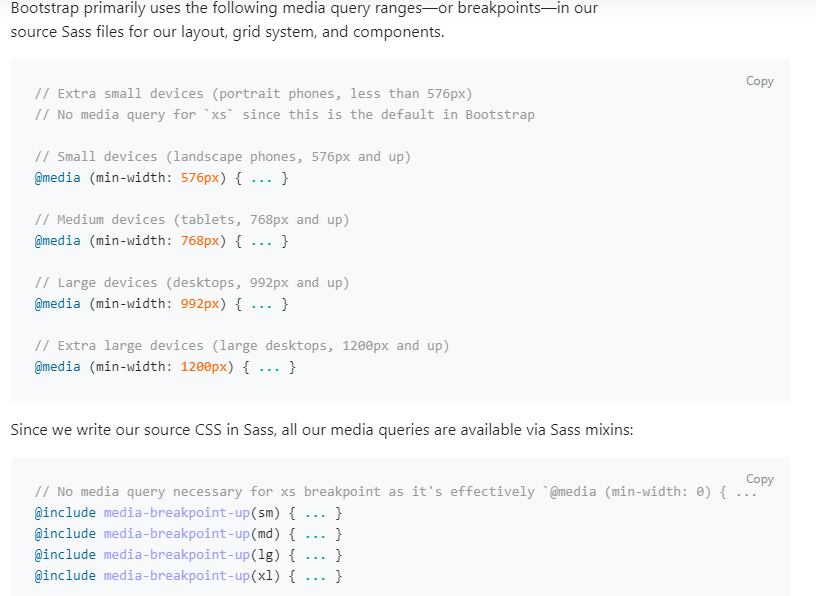 Bootstrap primarily uses the following media query ranges—or breakpoints—in our
source Sass files for our layout, grid system, and components.
Copy
// Extra small devices (portrait phones, less than 576px)
// No media query for `xs` since this is the default in Bootstrap
// Small devices (landscape phones, 576px and up)
@media (min-width: 576px) { ... }
// Medium devices (tablets, 768px and up)
@media (min-width: 768px) { ... }
// Large devices (desktops, 992px and up)
@media (min-width: 992px) { ... }
// Extra large devices (large desktops, 1200px and up)
@media (min-width: 1200px) { ... }
Since we write our source CSS in Sass, all our media queries are available via Sass mixins:
Copy
// No media query necessary for xs breakpoint as it's effectively `@media (min-width: 0) { ...
@include media-breakpoint-up(sm) { ... }
@include media-breakpoint-up(md) { ... }
@include media-breakpoint-up(lg) { ... }
@include media-breakpoint-up(xl) { ... }